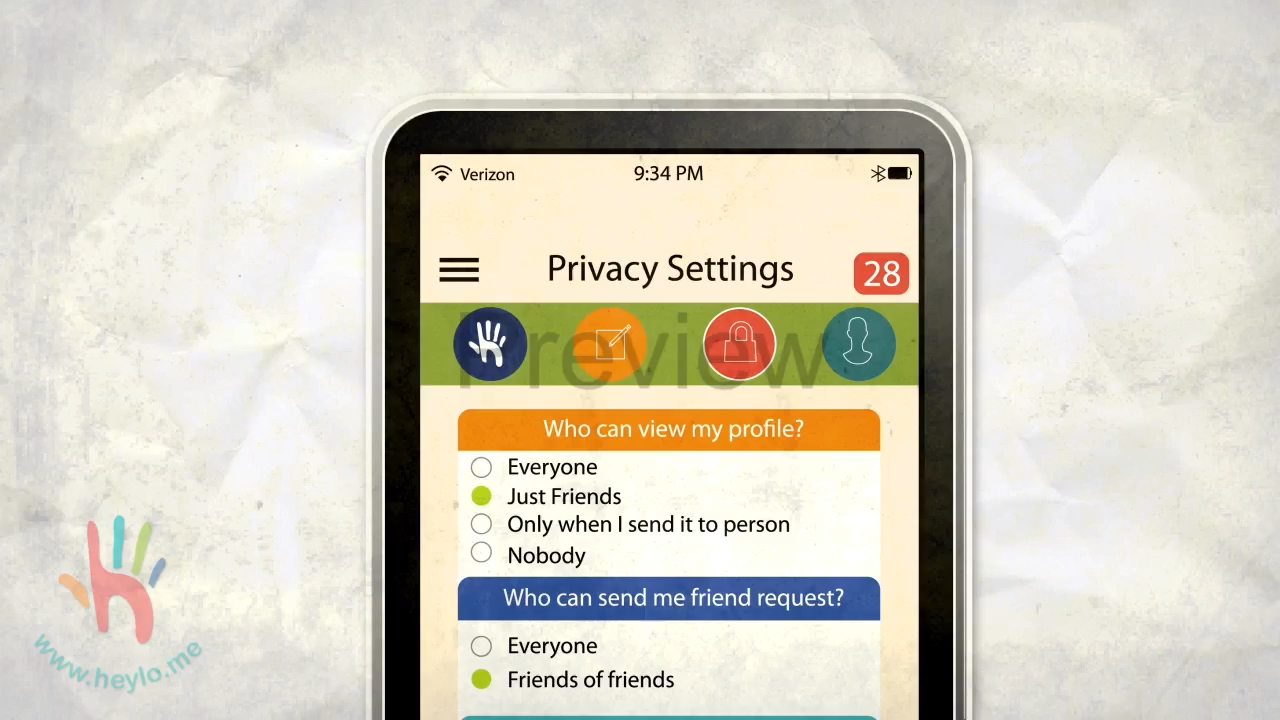 Verizon
9:34 PM
Privacy Settings
28
Preview
Who can view my profile?
Everyone
Just Friends
Only when I send it to person
Nobody
Who can send me friend request?
Everyone
Friends of friends
www.heylo.me